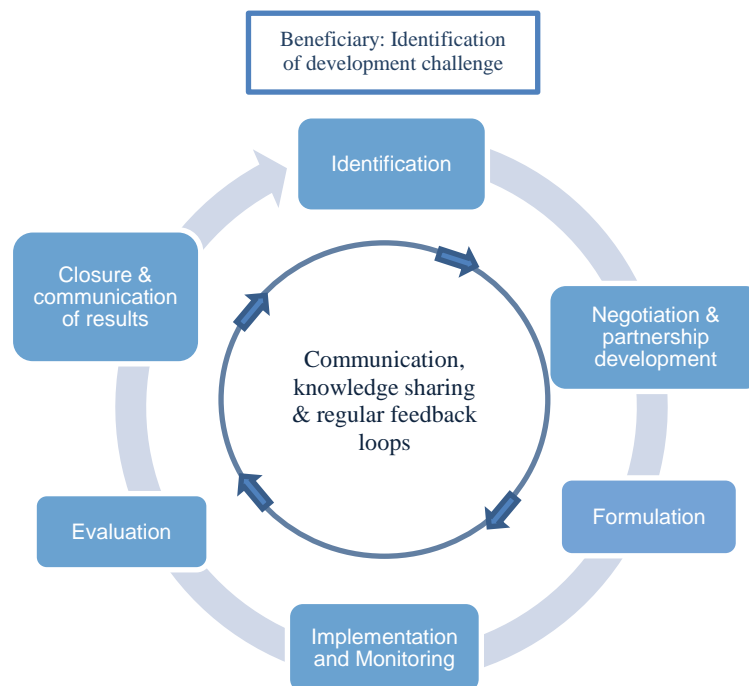 Beneficiary: Identification
of development challenge
Identification
Negotiation &
partnership
development
Formulation
Implementation
and Monitoring
Evaluation
Closure &
communication
of results
Communication,
knowledge sharing
& regular feedback
loops